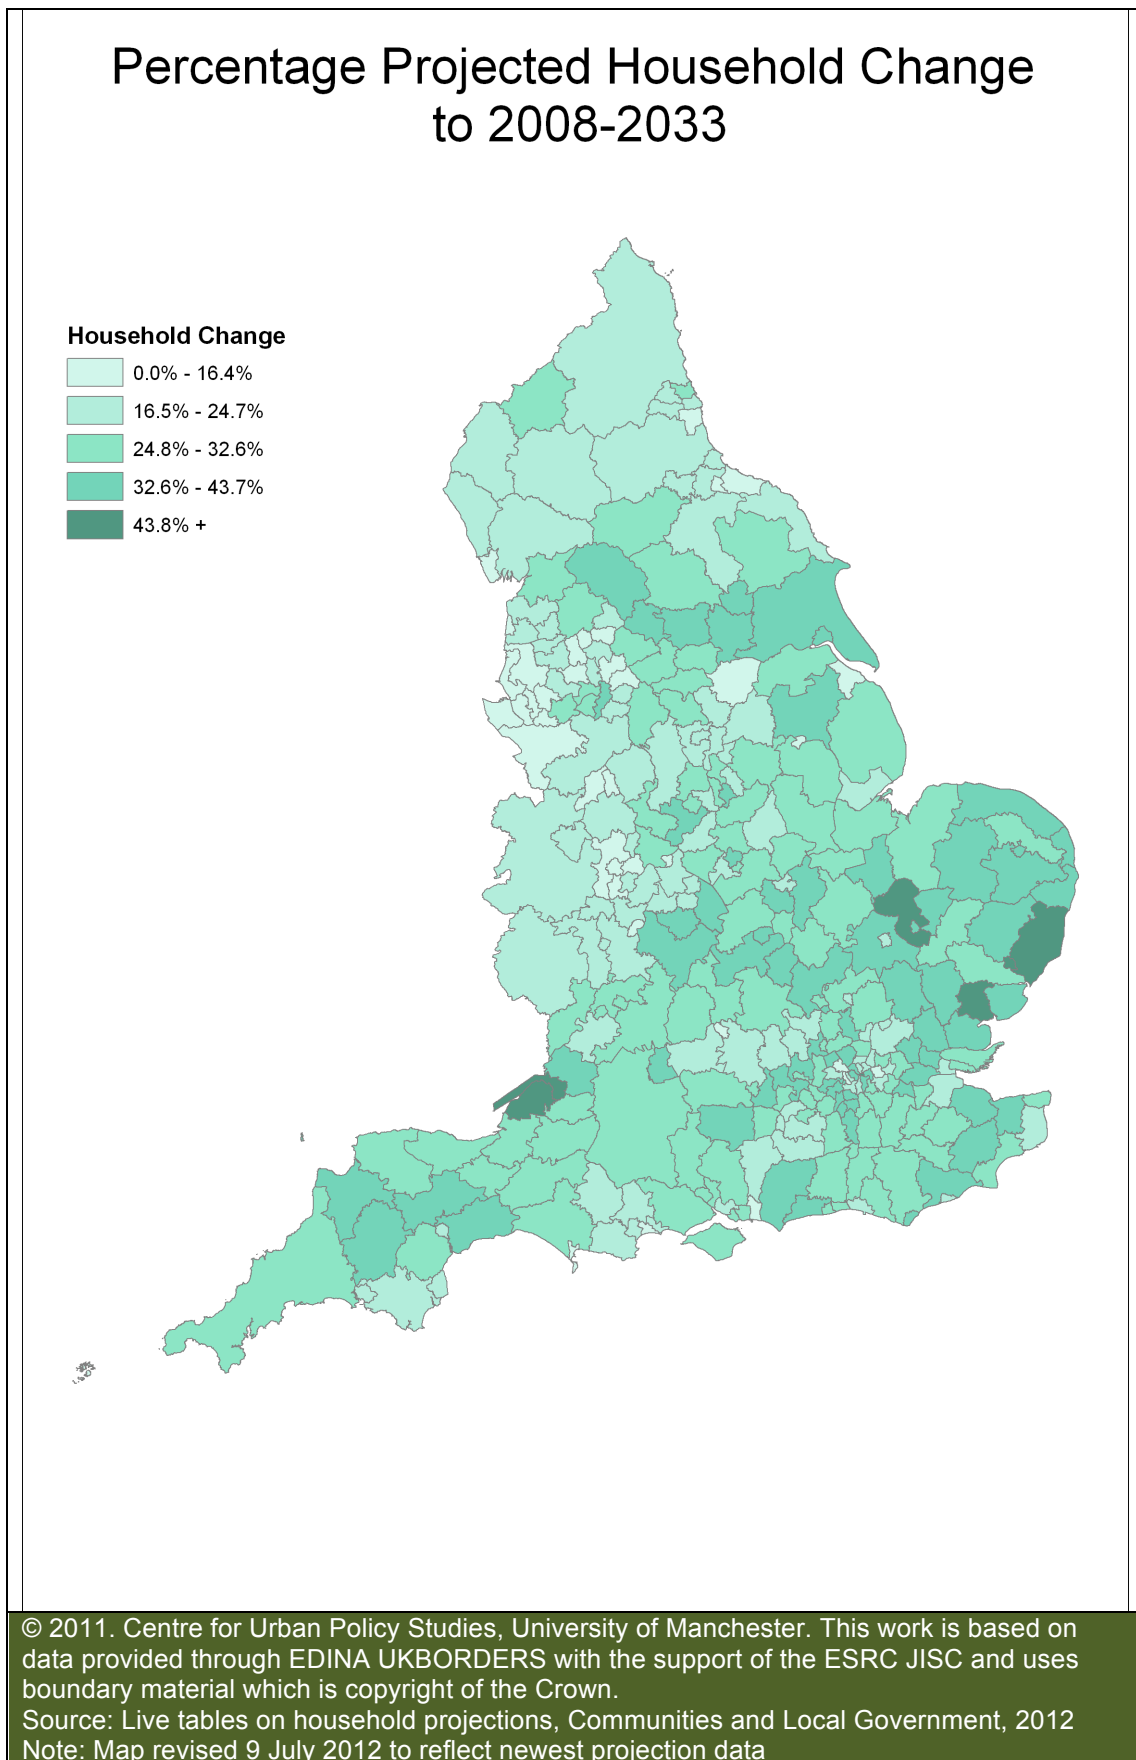 Percentage Projected Household Change
to 2008-2033
Household Change
0.0% - 16.4%
16.5% - 24.7%
24.8% - 32.6%
32.6% - 43.7%
43.8% +
© 2011. Centre for Urban Policy Studies, University of Manchester. This work is based on
data provided through EDINA UKBORDERS with the support of the ESRC JISC and uses
boundary material which is copyright of the Crown.
Source: Live tables on household projections, Communities and Local Government, 2012
Note: Map revised 9 July 2012 to reflect newest projection data